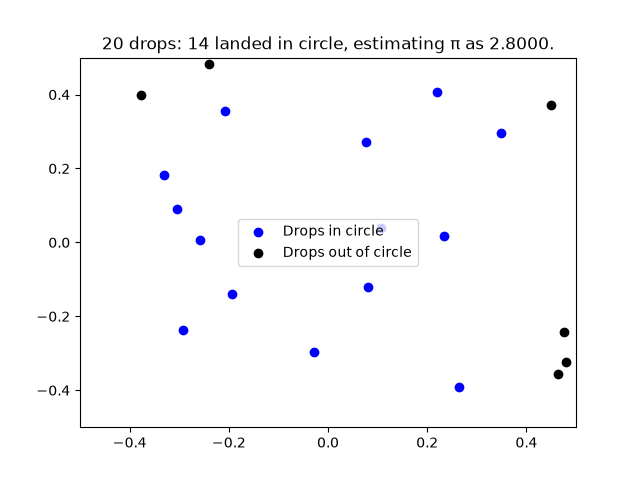 20 drops: 14 landed in circle, estimating π as 2.8000.
0.4
0.2
0.0
−0.2
−0.4
Drops in circle
Drops out of circle
−0.4 −0.2 0.0 0.2 0.4